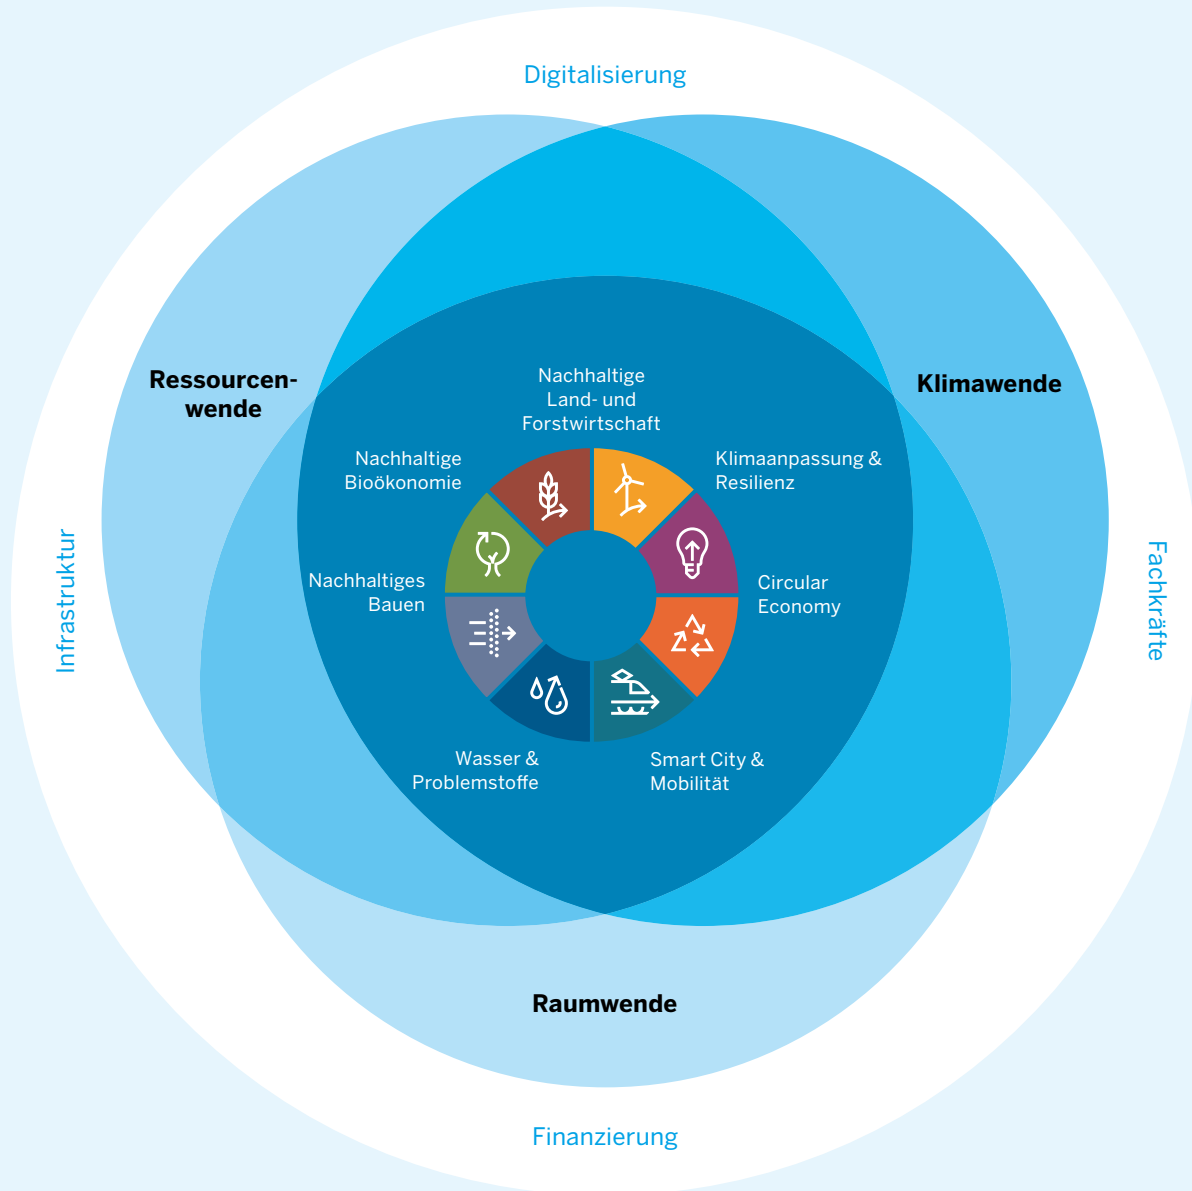 Digitalisierung
Ressourcen-
wende
Klimawende
Nachhaltige
Land- und
Forstwirtschaft
Nachhaltige
Bioökonomie
Klimaanpassung &
Resilienz
Infrastruktur
Nachhaltiges
Bauen
Circular
Economy
Fachkräfte
Wasser &
Problemstoffe
Smart City &
Mobilität
Raumwende
Finanzierung